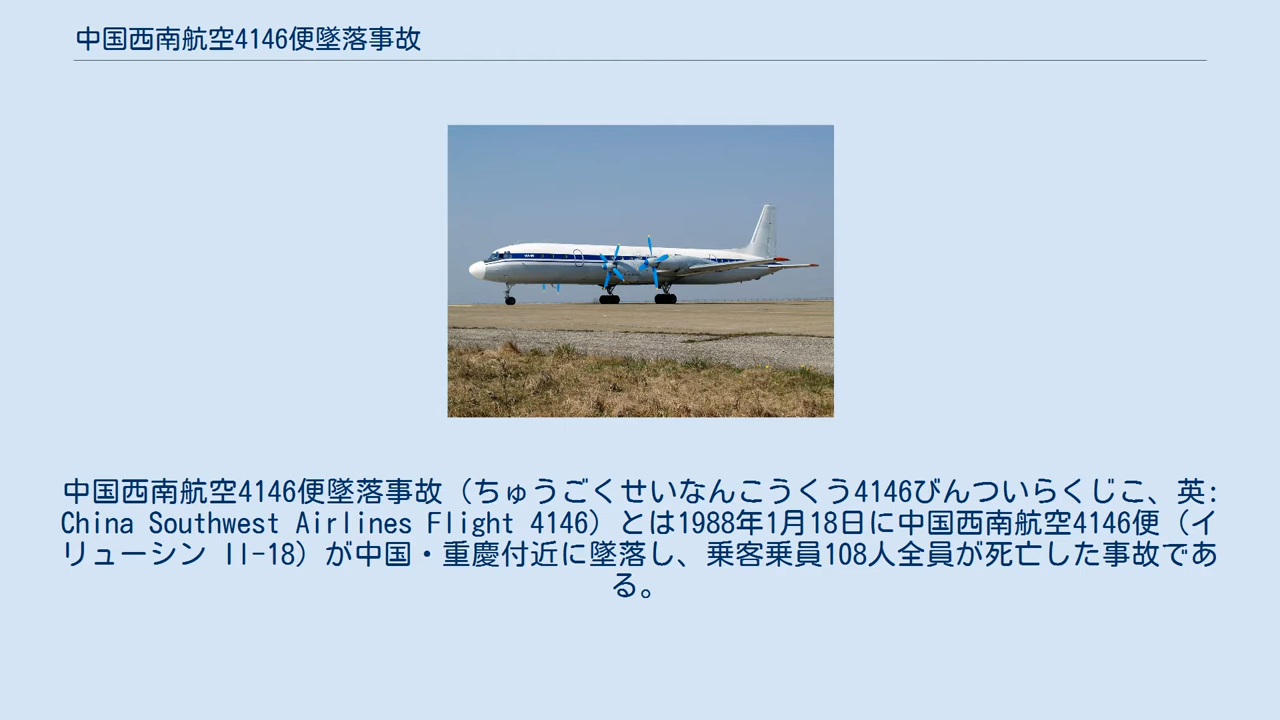 中国西南航空4146便墜落事故
中国西南航空4146便墜落事故（ちゅうごくせいなんこうくう4146びんついらくじこ、英:
China Southwest Airlines Flight 4146）とは1988年1月18日に中国西南航空4146便（イ
リューシン Il-18）が中国・重慶付近に墜落し、乗客乗員108人全員が死亡した事故であ
る。